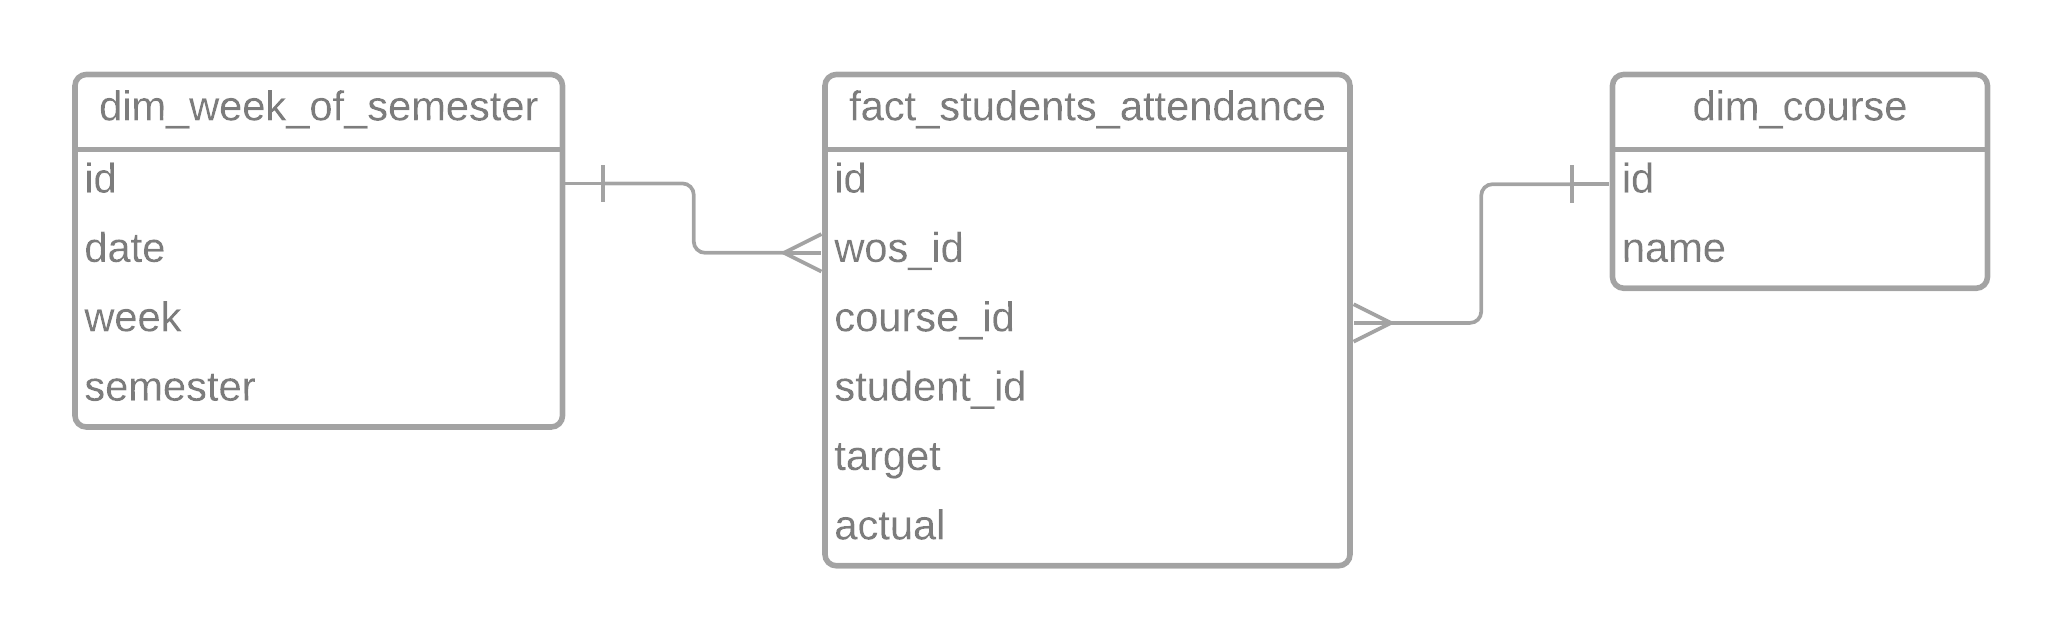 dim_week_of_semester
id
date
week
semester
fact_students_attendance
id
wos_id
course_id
student_id
target
actual
dim_course
id
name